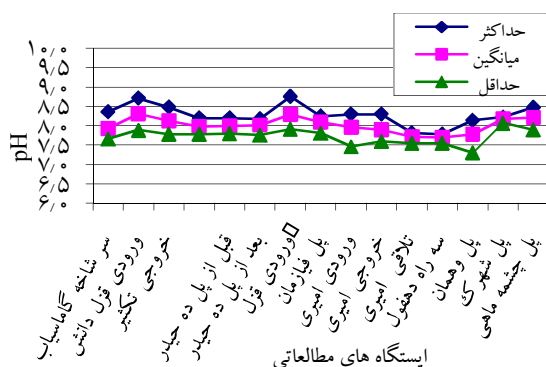 حداکثر
میانگین
حداقل
pH
۱۰/۰
۹/۵
۹/۰
۸/۵
۸/۰
۷/۵
۷/۰
۶/۵
۶/۰
سر شاخه گاماسیاب
ورودی قزل دانش
خروجی تکثیر
قبل از پل ده حیدر
بعد از پل ده حیدر
ورودی قزل
پل فیازمان
ورودی امیری
خروجی امیری
تلاقی امیری
سه راه دهفول
پل وهمان
پل شهرک
پل چشمه ماهی
ایستگاه های مطالعاتی